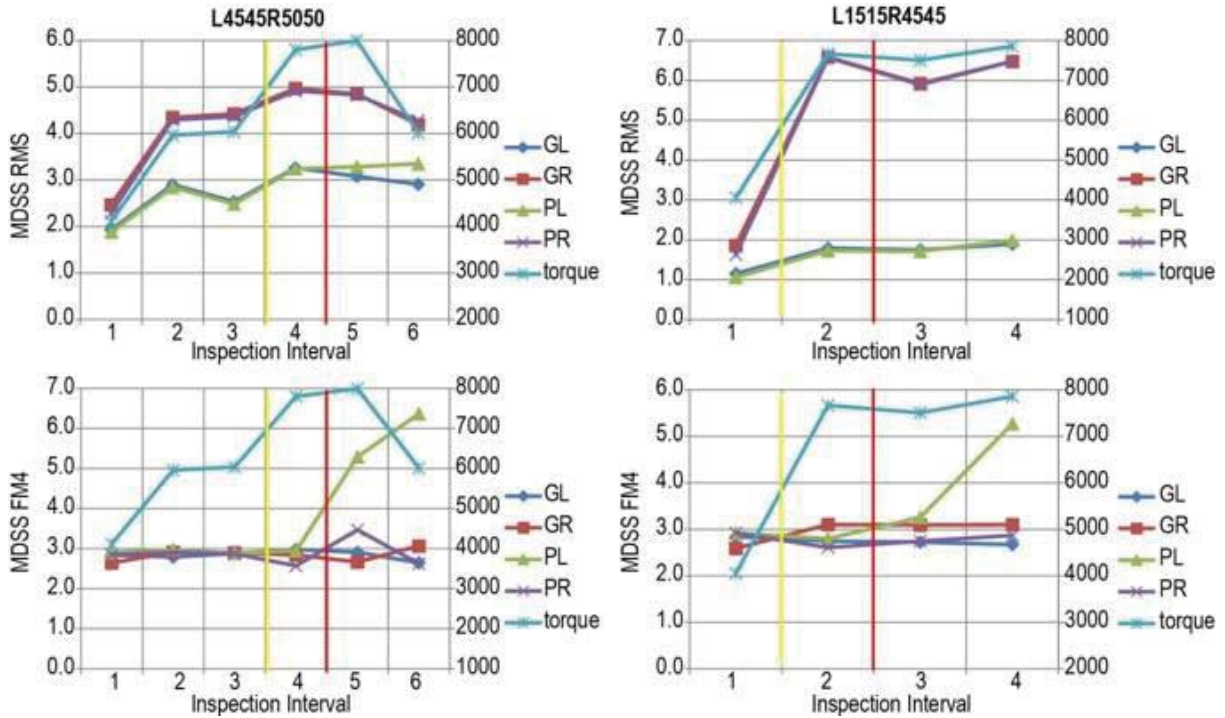 L4545R5050
6.0 5.0 4.0 3.0 2.0 1.0 0.0
MDSS RMS
8000 7000 6000 5000 4000 3000 2000
1 2 3 4 5 6
Inspection Interval
GL
GR
PL
PR
torque
L1515R4545
7.0 6.0 5.0 4.0 3.0 2.0 1.0 0.0
MDSS RMS
8000 7000 6000 5000 4000 3000 2000 1000
1 2 3 4
Inspection Interval
GL
GR
PL
PR
torque
7.0 6.0 5.0 4.0 3.0 2.0 1.0 0.0
MDSS FM4
8000 7000 6000 5000 4000 3000 2000 1000
1 2 3 4 5 6
Inspection Interval
GL
GR
PL
PR
torque
6.0 5.0 4.0 3.0 2.0 1.0 0.0
MDSS FM4
8000 7000 6000 5000 4000 3000 2000
1 2 3 4
Inspection Interval
GL
GR
PL
PR
torque